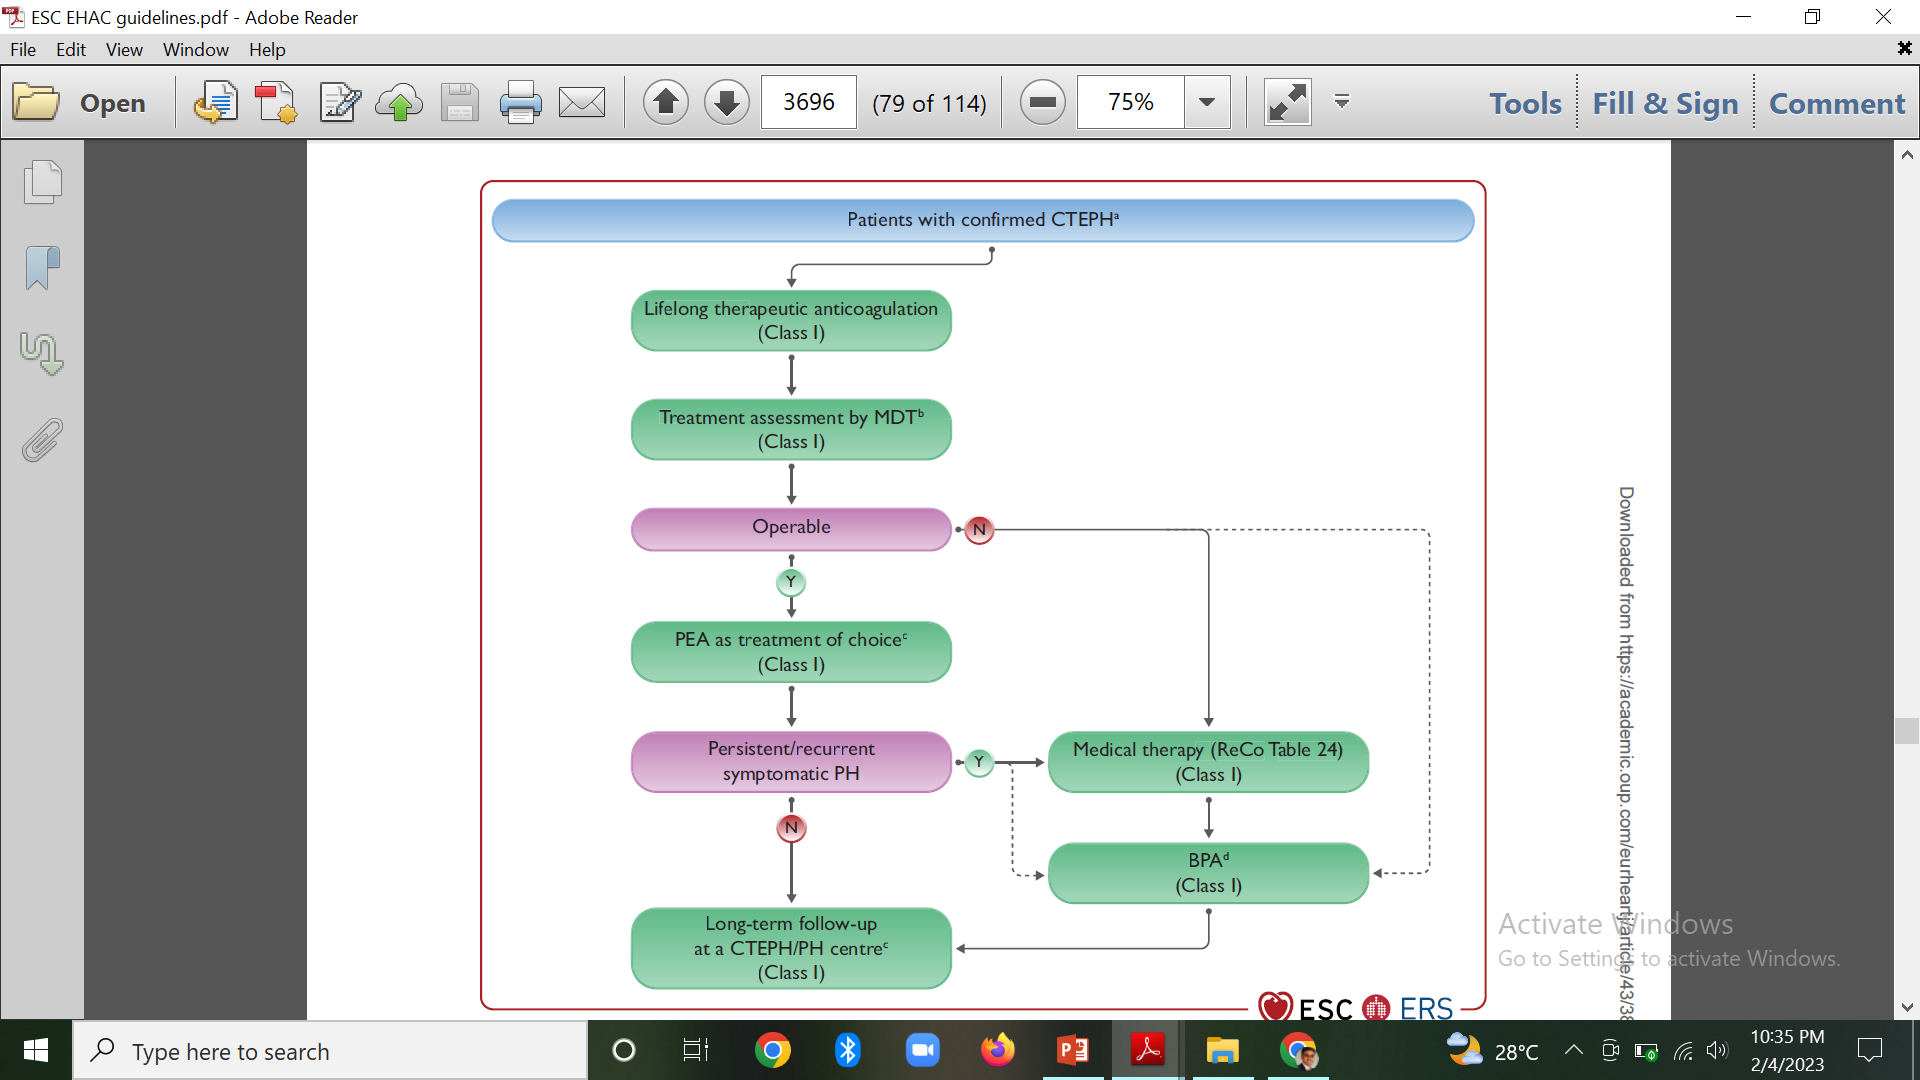 ESC EHAC guidelines.pdf - Adobe Reader
File Edit View Window Help
Open 3696 (79 of 114) 75% Tools Fill & Sign Comment
Patients with confirmed CTEPHᵃ
Lifelong therapeutic anticoagulation
(Class I)
Treatment assessment by MDTᵇ
(Class I)
Operable
N
Y
PEA as treatment of choiceᶜ
(Class I)
Persistent/recurrent
symptomatic PH
Y
Medical therapy (ReCo Table 24)
(Class I)
N
BPAᵈ
(Class I)
Long-term follow-up
at a CTEPH/PH centreᶜ
(Class I)
ESC ERS
Downloaded from https://academic.oup.com/eurheartj/article/43/38
Activate Windows
Go to Settings to activate Windows.
Type here to search
28°C
10:35 PM
2/4/2023